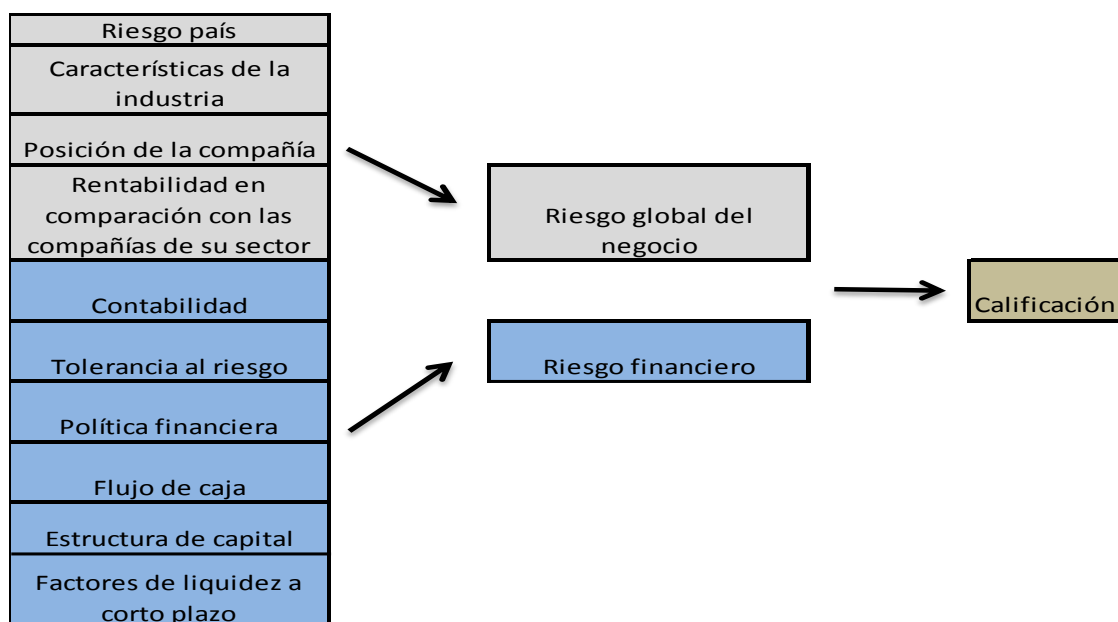 Riesgo país
Características de la
industria
Posición de la compañía
Rentabilidad en
comparación con las
compañías de su sector
Contabilidad
Tolerancia al riesgo
Política financiera
Flujo de caja
Estructura de capital
Factores de liquidez a
corto plazo
Riesgo global del
negocio
Riesgo financiero
Calificación